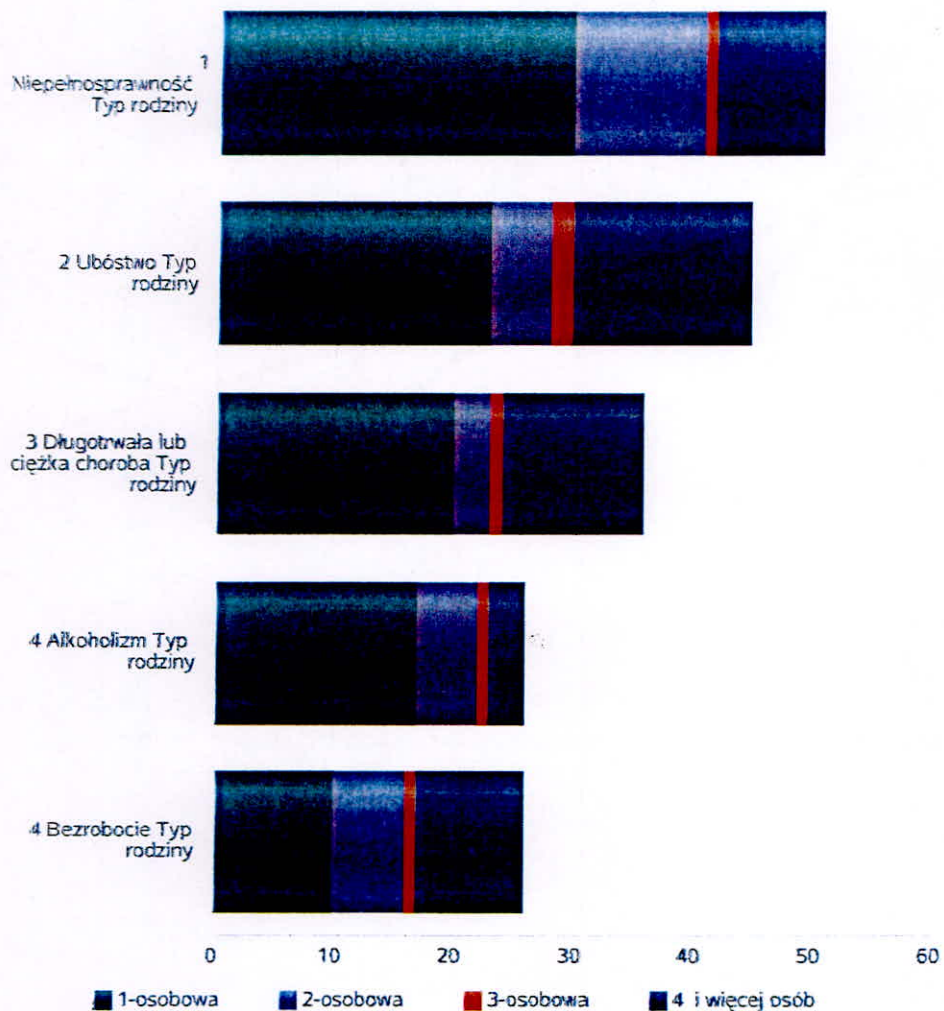 1
Niepełnosprawność
Typ rodziny
2 Ubóstwo Typ
rodziny
3 Długotrwała lub
ciężka choroba Typ
rodziny
4 Alkoholizm Typ
rodziny
4 Bezrobocie Typ
rodziny
0 10 20 30 40 50 60
1-osobowa 2-osobowa 3-osobowa 4 i więcej osób